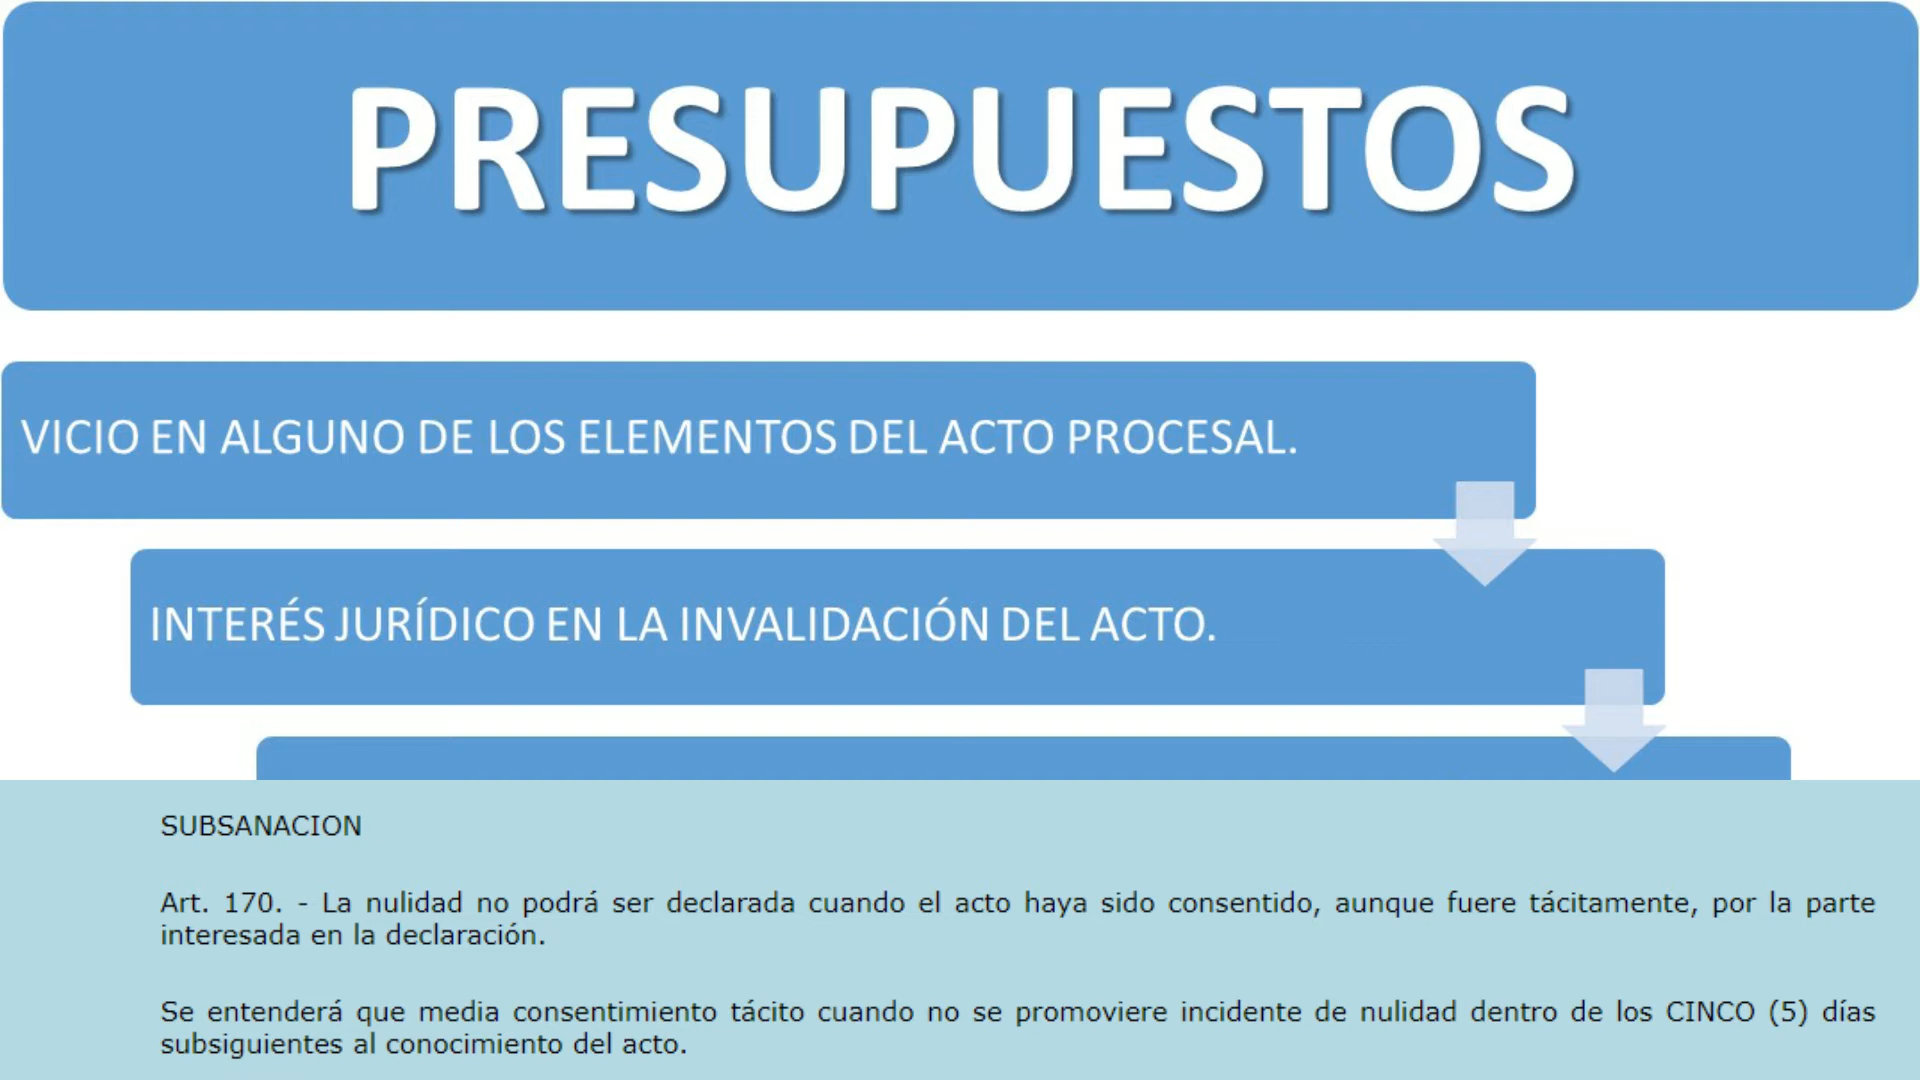 PRESUPUESTOS
VICIO EN ALGUNO DE LOS ELEMENTOS DEL ACTO PROCESAL.
INTERÉS JURÍDICO EN LA INVALIDACIÓN DEL ACTO.
SUBSANACION
Art. 170. - La nulidad no podrá ser declarada cuando el acto haya sido consentido, aunque fuere tácitamente, por la parte
interesada en la declaración.
Se entenderá que media consentimiento tácito cuando no se promoviere incidente de nulidad dentro de los CINCO (5) días
subsiguientes al conocimiento del acto.